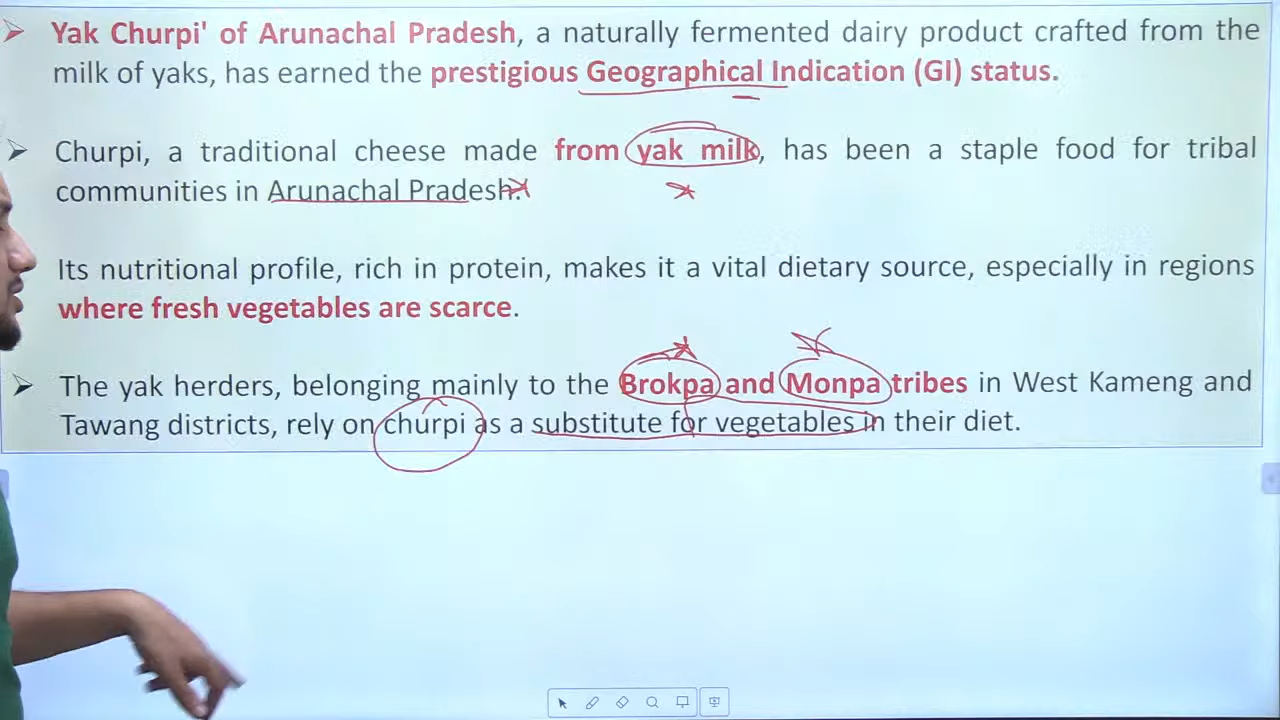 Yak Churpi' of Arunachal Pradesh, a naturally fermented dairy product crafted from the
milk of yaks, has earned the prestigious Geographical Indication (GI) status.
Churpi, a traditional cheese made from yak milk, has been a staple food for tribal
communities in Arunachal Pradesh.
Its nutritional profile, rich in protein, makes it a vital dietary source, especially in regions
where fresh vegetables are scarce.
The yak herders, belonging mainly to the Brokpa and Monpa tribes in West Kameng and
Tawang districts, rely on churpi as a substitute for vegetables in their diet.